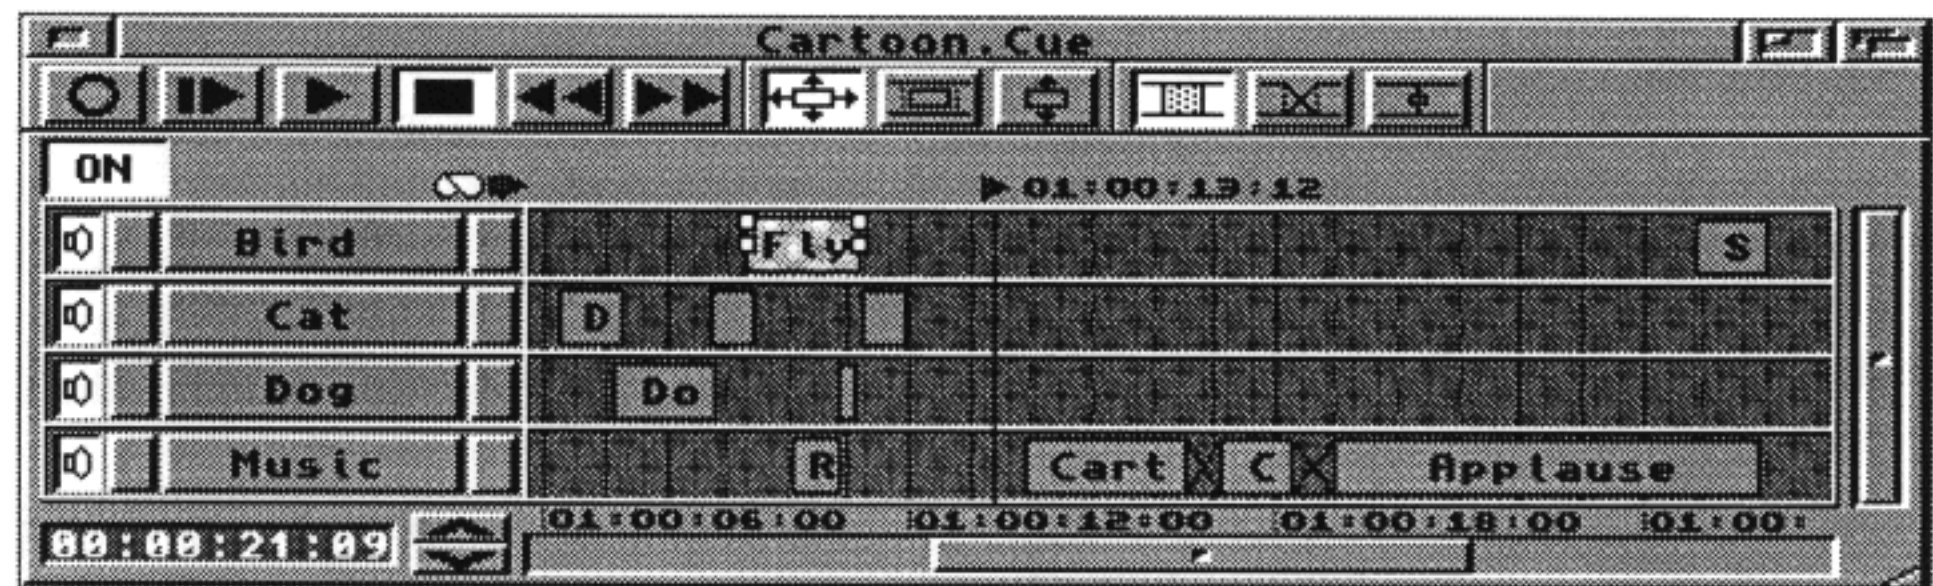 Cartoon.Cue
ON
01:00:13:12
Bird Fly S
Cat D
Dog Do
Music R Cart C Applause
01:00:06:00 01:00:12:00 01:00:18:00 01:00:
00:00:21:09